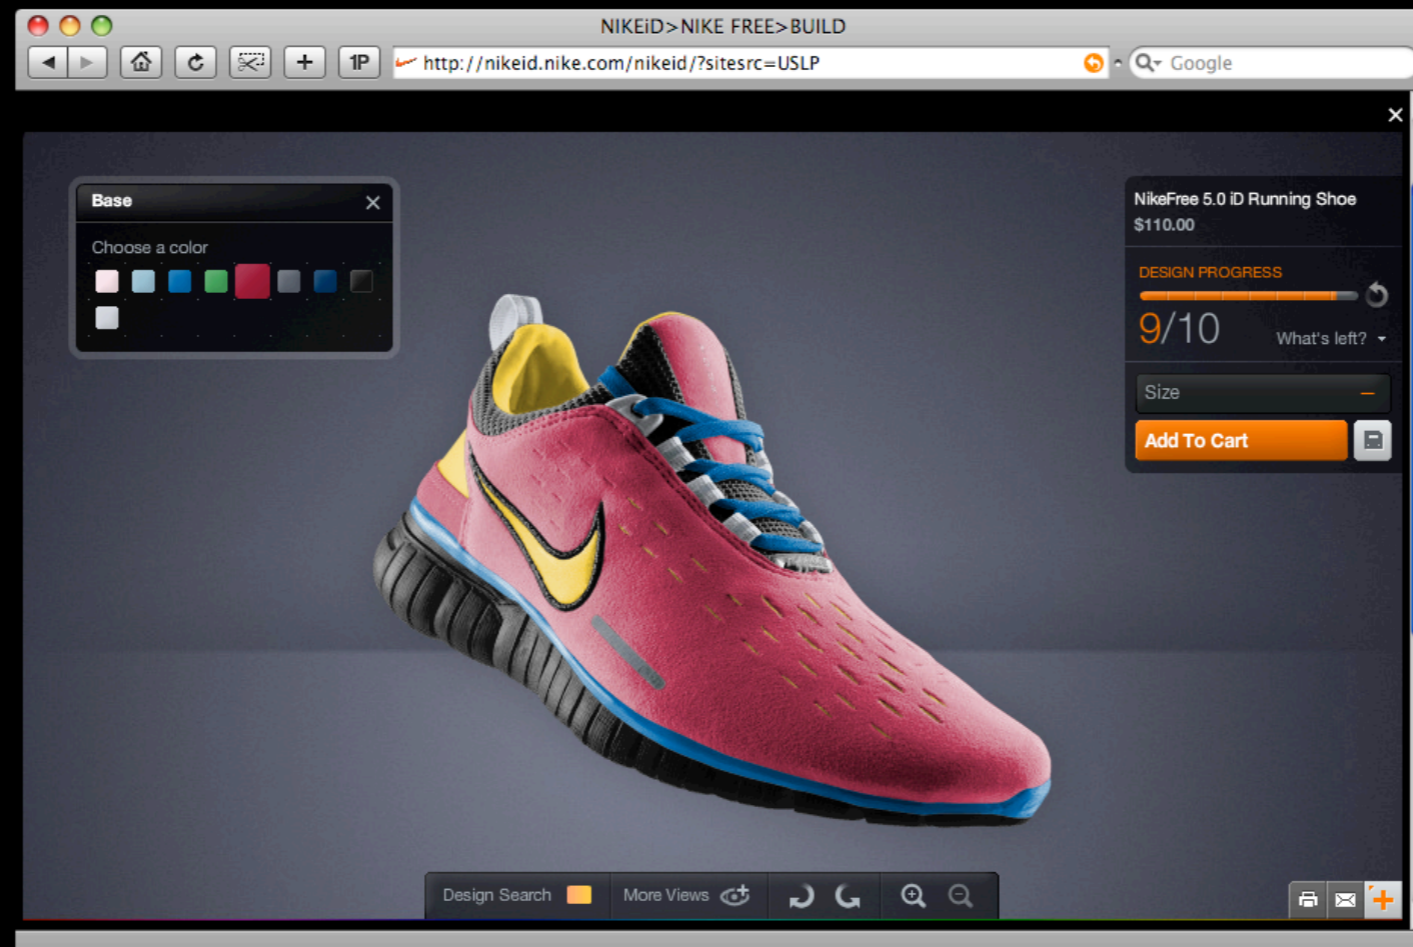 NIKEiD>NIKE FREE>BUILD
1P
http://nikeid.nike.com/nikeid/?sitesrc=USLP
Google
Base
Choose a color
NikeFree 5.0 iD Running Shoe
$110.00
DESIGN PROGRESS
9/10
What's left?
Size
Add To Cart
Design Search
More Views